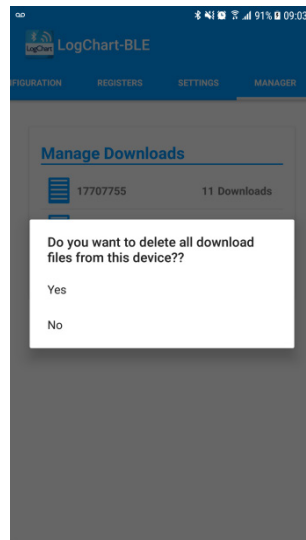 91% 09:03
LogChart LogChart-BLE
FIGURATION REGISTERS SETTINGS MANAGER
Manage Downloads
17707755 11 Downloads
Do you want to delete all download
files from this device??
Yes
No